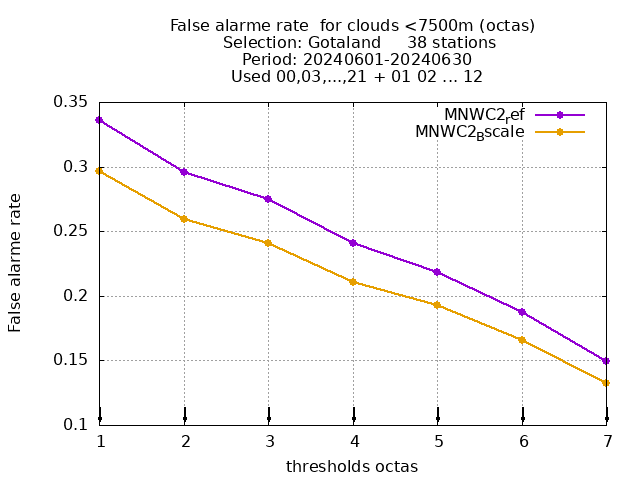 False alarme rate  for clouds <7500m (octas)
Selection: Gotaland     38 stations
Period: 20240601-20240630
Used 00,03,...,21 + 01 02 ... 12
MNWC2_ref
MNWC2_Bscale
0.35
0.3
0.25
0.2
0.15
0.1
False alarme rate
1 2 3 4 5 6 7
thresholds octas